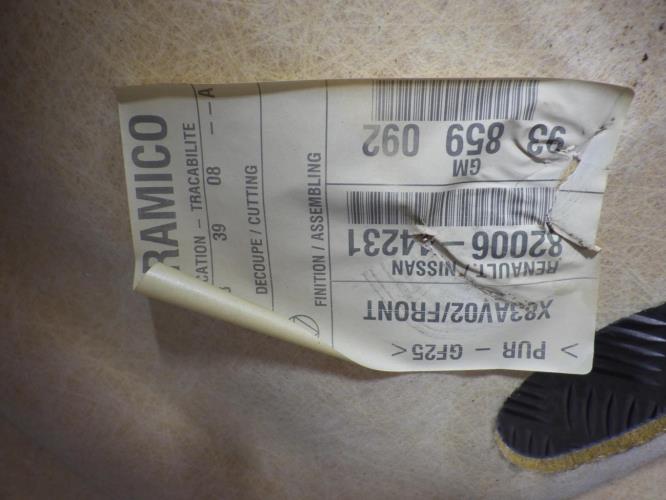 RAMICO
CATION - TRACABILITE
39 08 - - A
DECOUPE / CUTTING
FINITION / ASSEMBLING
> PUR - GF25 <
X83AV02/FRONT
RENAULT / NISSAN
82006-14231
GM
93 859 092